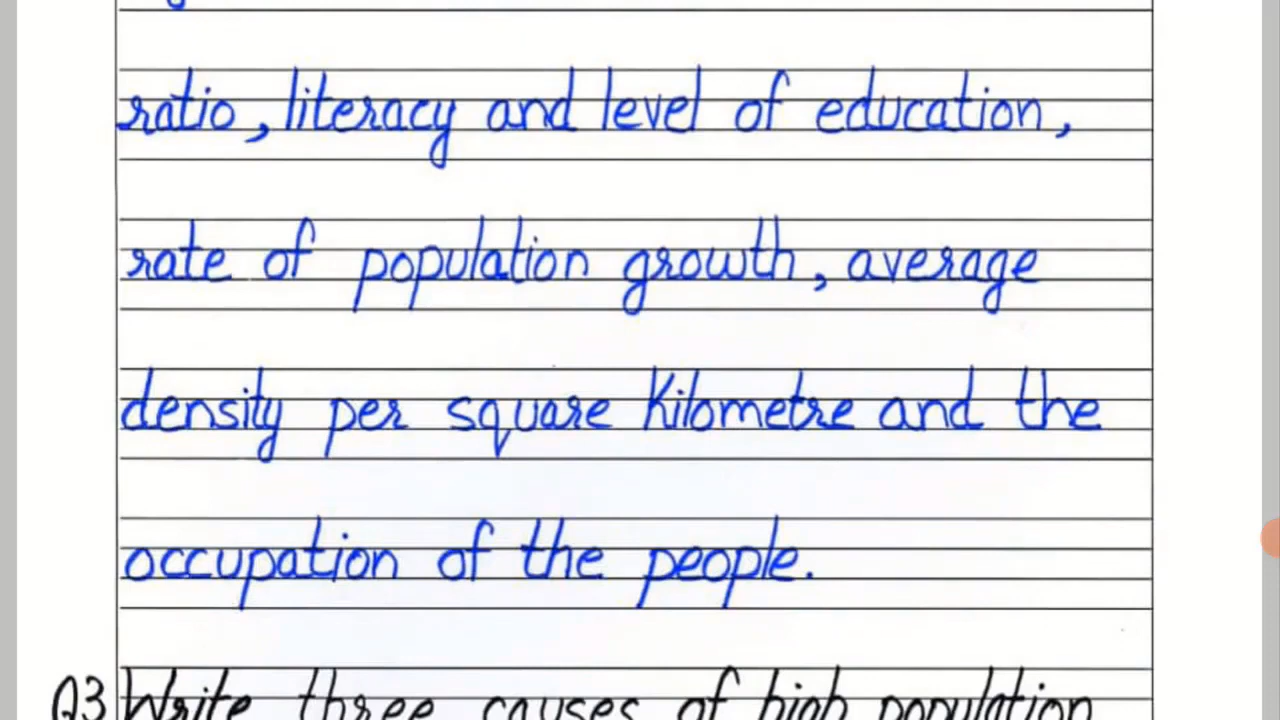 ratio, literacy and level of education,
rate of population growth, average
density per square Kilometre and the
occupation of the people.
Q3 Write three causes of high population